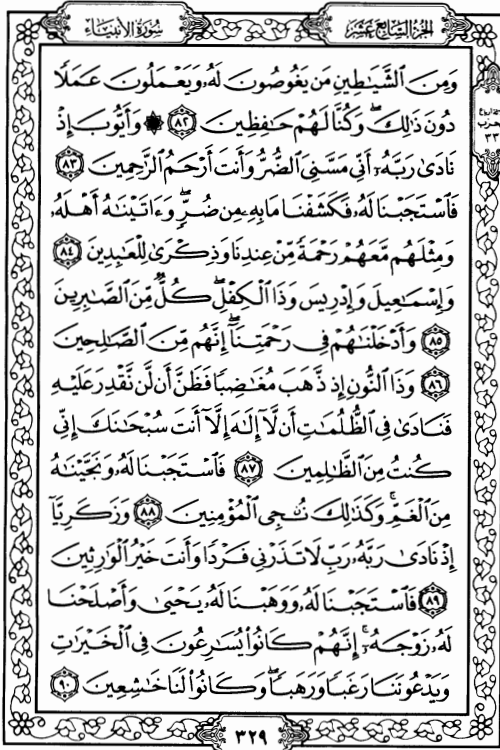 الجزء السابع عشر
سورة الأنبياء
وَمِنَ ٱلشَّيَٰطِينِ مَن يَغُوصُونَ لَهُۥ وَيَعْمَلُونَ عَمَلًا
دُونَ ذَٰلِكَ ۖ وَكُنَّا لَهُمْ حَٰفِظِينَ ٨٢ ۞ وَأَيُّوبَ إِذْ
نَادَىٰ رَبَّهُۥٓ أَنِّى مَسَّنِىَ ٱلضُّرُّ وَأَنتَ أَرْحَمُ ٱلرَّٰحِمِينَ ٨٣
فَٱسْتَجَبْنَا لَهُۥ فَكَشَفْنَا مَا بِهِۦ مِن ضُرٍّ ۖ وَءَاتَيْنَٰهُ أَهْلَهُۥ
وَمِثْلَهُم مَّعَهُمْ رَحْمَةً مِّنْ عِندِنَا وَذِكْرَىٰ لِلْعَٰبِدِينَ ٨٤
وَإِسْمَٰعِيلَ وَإِدْرِيسَ وَذَا ٱلْكِفْلِ ۖ كُلٌّ مِّنَ ٱلصَّٰبِرِينَ
٨٥ وَأَدْخَلْنَٰهُمْ فِى رَحْمَتِنَآ ۖ إِنَّهُم مِّنَ ٱلصَّٰلِحِينَ
٨٦ وَذَا ٱلنُّونِ إِذ ذَّهَبَ مُغَٰضِبًا فَظَنَّ أَن لَّن نَّقْدِرَ عَلَيْهِ
فَنَادَىٰ فِى ٱلظُّلُمَٰتِ أَن لَّآ إِلَٰهَ إِلَّآ أَنتَ سُبْحَٰنَكَ إِنِّى
كُنتُ مِنَ ٱلظَّٰلِمِينَ ٨٧ فَٱسْتَجَبْنَا لَهُۥ وَنَجَّيْنَٰهُ
مِنَ ٱلْغَمِّ ۚ وَكَذَٰلِكَ نُۨجِى ٱلْمُؤْمِنِينَ ٨٨ وَزَكَرِيَّآ
إِذْ نَادَىٰ رَبَّهُۥ رَبِّ لَا تَذَرْنِى فَرْدًا وَأَنتَ خَيْرُ ٱلْوَٰرِثِينَ
٨٩ فَٱسْتَجَبْنَا لَهُۥ وَوَهَبْنَا لَهُۥ يَحْيَىٰ وَأَصْلَحْنَا
لَهُۥ زَوْجَهُۥٓ ۚ إِنَّهُمْ كَانُوا۟ يُسَٰرِعُونَ فِى ٱلْخَيْرَٰتِ
وَيَدْعُونَنَا رَغَبًا وَرَهَبًا ۖ وَكَانُوا۟ لَنَا خَٰشِعِينَ ٩٠
٣٢٩